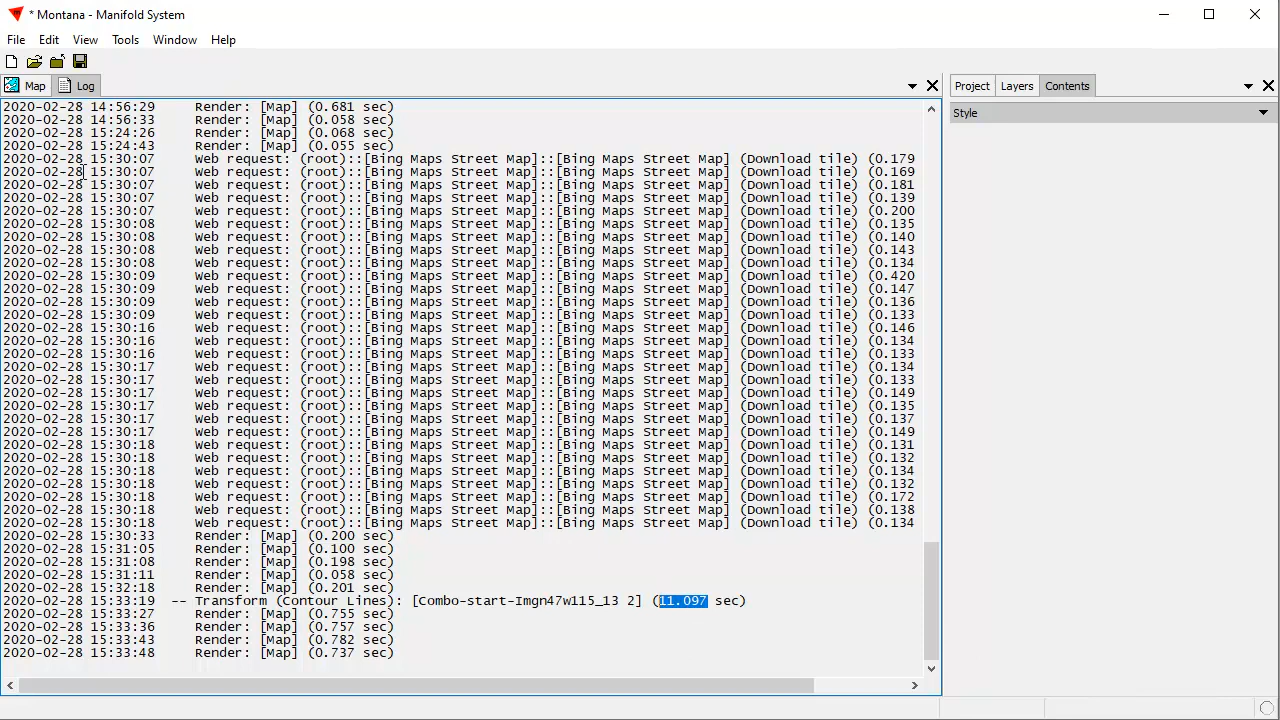 * Montana - Manifold System
File Edit View Tools Window Help
Map Log
Project Layers Contents
Style
2020-02-28 14:56:29 Render: [Map] (0.681 sec)
2020-02-28 14:56:33 Render: [Map] (0.058 sec)
2020-02-28 15:24:26 Render: [Map] (0.068 sec)
2020-02-28 15:24:43 Render: [Map] (0.055 sec)
2020-02-28 15:30:07 Web request: (root)::[Bing Maps Street Map]::[Bing Maps Street Map] (Download tile) (0.179
2020-02-28 15:30:07 Web request: (root)::[Bing Maps Street Map]::[Bing Maps Street Map] (Download tile) (0.169
2020-02-28 15:30:07 Web request: (root)::[Bing Maps Street Map]::[Bing Maps Street Map] (Download tile) (0.181
2020-02-28 15:30:07 Web request: (root)::[Bing Maps Street Map]::[Bing Maps Street Map] (Download tile) (0.139
2020-02-28 15:30:07 Web request: (root)::[Bing Maps Street Map]::[Bing Maps Street Map] (Download tile) (0.200
2020-02-28 15:30:08 Web request: (root)::[Bing Maps Street Map]::[Bing Maps Street Map] (Download tile) (0.135
2020-02-28 15:30:08 Web request: (root)::[Bing Maps Street Map]::[Bing Maps Street Map] (Download tile) (0.140
2020-02-28 15:30:08 Web request: (root)::[Bing Maps Street Map]::[Bing Maps Street Map] (Download tile) (0.143
2020-02-28 15:30:08 Web request: (root)::[Bing Maps Street Map]::[Bing Maps Street Map] (Download tile) (0.134
2020-02-28 15:30:09 Web request: (root)::[Bing Maps Street Map]::[Bing Maps Street Map] (Download tile) (0.420
2020-02-28 15:30:09 Web request: (root)::[Bing Maps Street Map]::[Bing Maps Street Map] (Download tile) (0.147
2020-02-28 15:30:09 Web request: (root)::[Bing Maps Street Map]::[Bing Maps Street Map] (Download tile) (0.136
2020-02-28 15:30:09 Web request: (root)::[Bing Maps Street Map]::[Bing Maps Street Map] (Download tile) (0.133
2020-02-28 15:30:16 Web request: (root)::[Bing Maps Street Map]::[Bing Maps Street Map] (Download tile) (0.146
2020-02-28 15:30:16 Web request: (root)::[Bing Maps Street Map]::[Bing Maps Street Map] (Download tile) (0.134
2020-02-28 15:30:16 Web request: (root)::[Bing Maps Street Map]::[Bing Maps Street Map] (Download tile) (0.133
2020-02-28 15:30:17 Web request: (root)::[Bing Maps Street Map]::[Bing Maps Street Map] (Download tile) (0.134
2020-02-28 15:30:17 Web request: (root)::[Bing Maps Street Map]::[Bing Maps Street Map] (Download tile) (0.133
2020-02-28 15:30:17 Web request: (root)::[Bing Maps Street Map]::[Bing Maps Street Map] (Download tile) (0.149
2020-02-28 15:30:17 Web request: (root)::[Bing Maps Street Map]::[Bing Maps Street Map] (Download tile) (0.135
2020-02-28 15:30:17 Web request: (root)::[Bing Maps Street Map]::[Bing Maps Street Map] (Download tile) (0.137
2020-02-28 15:30:17 Web request: (root)::[Bing Maps Street Map]::[Bing Maps Street Map] (Download tile) (0.149
2020-02-28 15:30:18 Web request: (root)::[Bing Maps Street Map]::[Bing Maps Street Map] (Download tile) (0.131
2020-02-28 15:30:18 Web request: (root)::[Bing Maps Street Map]::[Bing Maps Street Map] (Download tile) (0.132
2020-02-28 15:30:18 Web request: (root)::[Bing Maps Street Map]::[Bing Maps Street Map] (Download tile) (0.134
2020-02-28 15:30:18 Web request: (root)::[Bing Maps Street Map]::[Bing Maps Street Map] (Download tile) (0.132
2020-02-28 15:30:18 Web request: (root)::[Bing Maps Street Map]::[Bing Maps Street Map] (Download tile) (0.172
2020-02-28 15:30:18 Web request: (root)::[Bing Maps Street Map]::[Bing Maps Street Map] (Download tile) (0.138
2020-02-28 15:30:18 Web request: (root)::[Bing Maps Street Map]::[Bing Maps Street Map] (Download tile) (0.134
2020-02-28 15:30:33 Render: [Map] (0.200 sec)
2020-02-28 15:31:05 Render: [Map] (0.100 sec)
2020-02-28 15:31:08 Render: [Map] (0.198 sec)
2020-02-28 15:31:11 Render: [Map] (0.058 sec)
2020-02-28 15:32:18 Render: [Map] (0.201 sec)
2020-02-28 15:33:19 -- Transform (Contour Lines): [Combo-start-Imgn47w115_13 2] (11.097 sec)
2020-02-28 15:33:27 Render: [Map] (0.755 sec)
2020-02-28 15:33:36 Render: [Map] (0.757 sec)
2020-02-28 15:33:43 Render: [Map] (0.782 sec)
2020-02-28 15:33:48 Render: [Map] (0.737 sec)